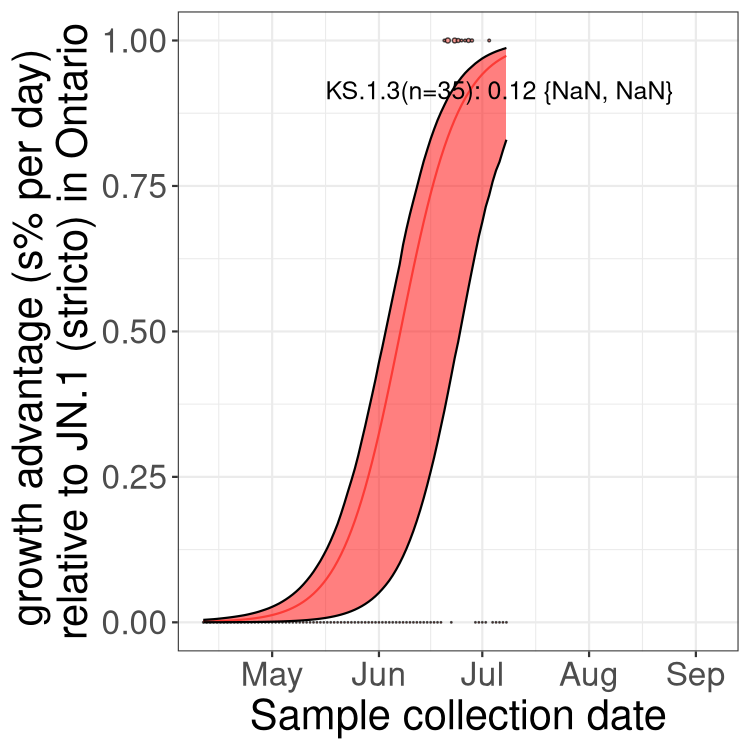 growth advantage (s% per day)
relative to JN.1 (stricto) in Ontario
1.00
0.75
0.50
0.25
0.00
KS.1.3(n=35): 0.12 {NaN, NaN}
May Jun Jul Aug Sep
Sample collection date